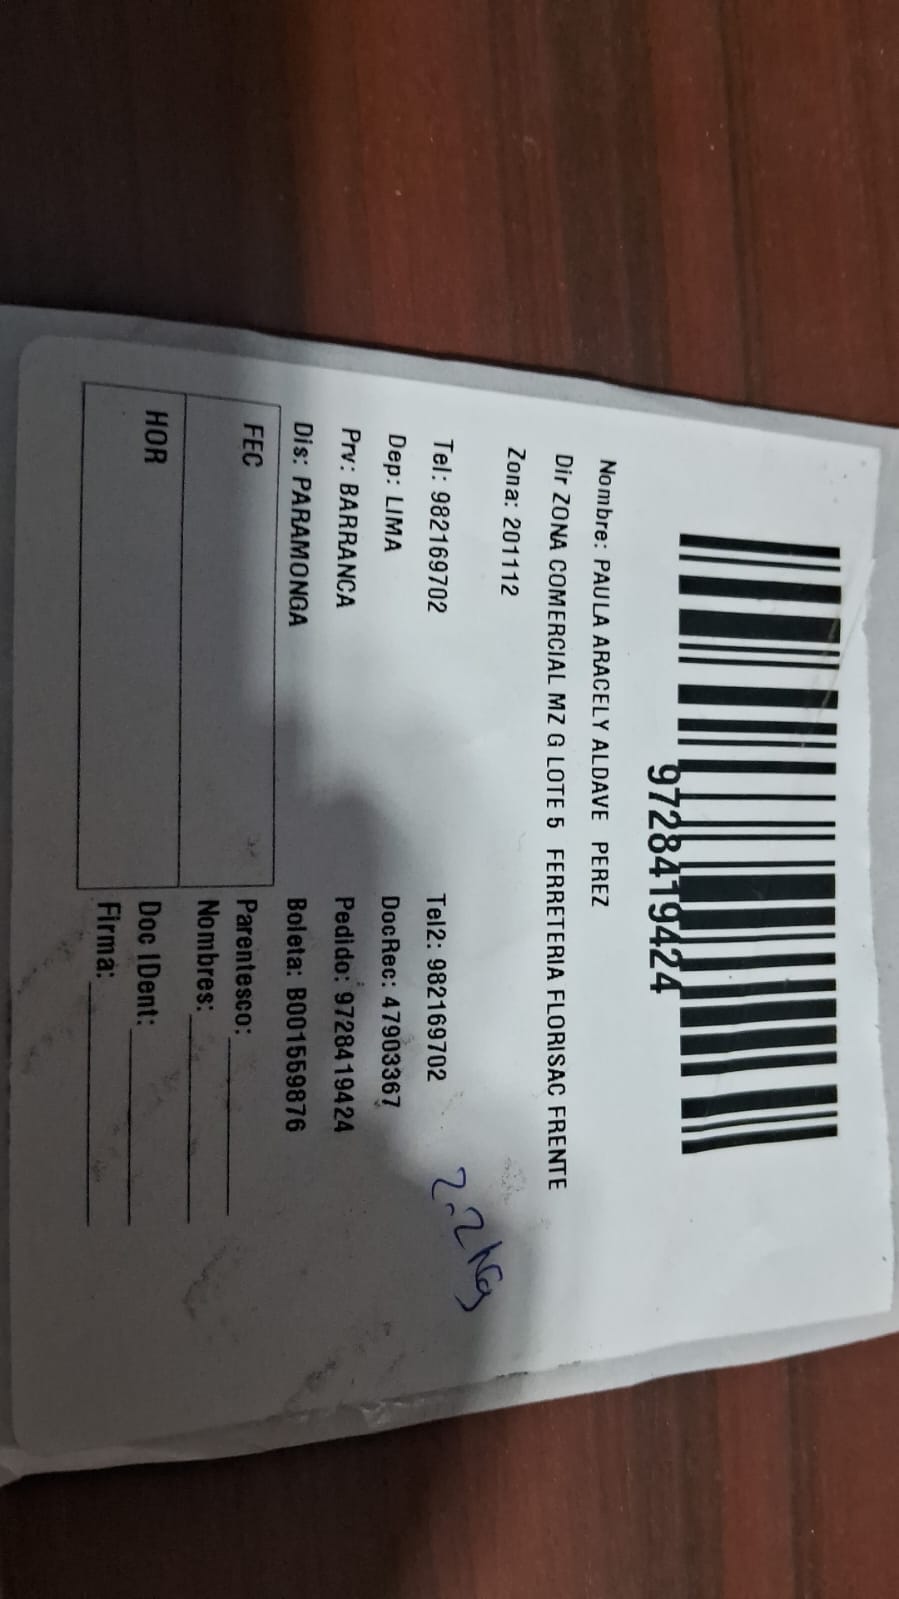 9728419424
Nombre: PAULA ARACELY ALDAVE PEREZ
Dir ZONA COMERCIAL MZ G LOTE 5 FERRETERIA FLORISAC FRENTE
Zona: 201112
Tel: 982169702 Tel2: 982169702
2.2 Kg
Dep: LIMA DocRec: 47903367
Prv: BARRANCA Pedido: 9728419424
Dis: PARAMONGA Boleta: B001559876
FEC Parentesco:
Nombres:
HOR Doc IDent:
Firma: